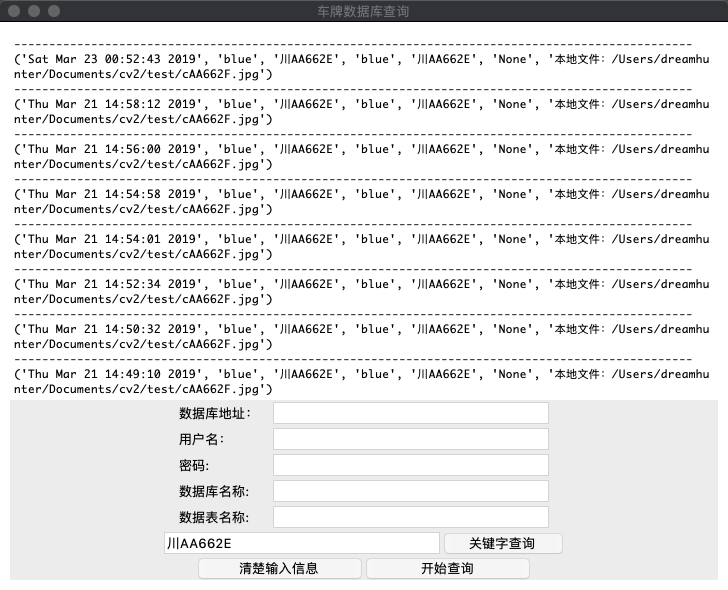 车牌数据库查询
-------------------------------------------------------------------------------------------------
('Sat Mar 23 00:52:43 2019', 'blue', '川AA662E', 'blue', '川AA662E', 'None', '本地文件：/Users/dreamhu
nter/Documents/cv2/test/cAA662F.jpg')
-------------------------------------------------------------------------------------------------
('Thu Mar 21 14:58:12 2019', 'blue', '川AA662E', 'blue', '川AA662E', 'None', '本地文件：/Users/dreamhu
nter/Documents/cv2/test/cAA662F.jpg')
-------------------------------------------------------------------------------------------------
('Thu Mar 21 14:56:00 2019', 'blue', '川AA662E', 'blue', '川AA662E', 'None', '本地文件：/Users/dreamhu
nter/Documents/cv2/test/cAA662F.jpg')
-------------------------------------------------------------------------------------------------
('Thu Mar 21 14:54:58 2019', 'blue', '川AA662E', 'blue', '川AA662E', 'None', '本地文件：/Users/dreamhu
nter/Documents/cv2/test/cAA662F.jpg')
-------------------------------------------------------------------------------------------------
('Thu Mar 21 14:54:01 2019', 'blue', '川AA662E', 'blue', '川AA662E', 'None', '本地文件：/Users/dreamhu
nter/Documents/cv2/test/cAA662F.jpg')
-------------------------------------------------------------------------------------------------
('Thu Mar 21 14:52:34 2019', 'blue', '川AA662E', 'blue', '川AA662E', 'None', '本地文件：/Users/dreamhu
nter/Documents/cv2/test/cAA662F.jpg')
-------------------------------------------------------------------------------------------------
('Thu Mar 21 14:50:32 2019', 'blue', '川AA662E', 'blue', '川AA662E', 'None', '本地文件：/Users/dreamhu
nter/Documents/cv2/test/cAA662F.jpg')
-------------------------------------------------------------------------------------------------
('Thu Mar 21 14:49:10 2019', 'blue', '川AA662E', 'blue', '川AA662E', 'None', '本地文件：/Users/dreamhu
nter/Documents/cv2/test/cAA662F.jpg')
数据库地址：
用户名：
密码:
数据库名称:
数据表名称:
川AA662E 关键字查询
清楚输入信息 开始查询